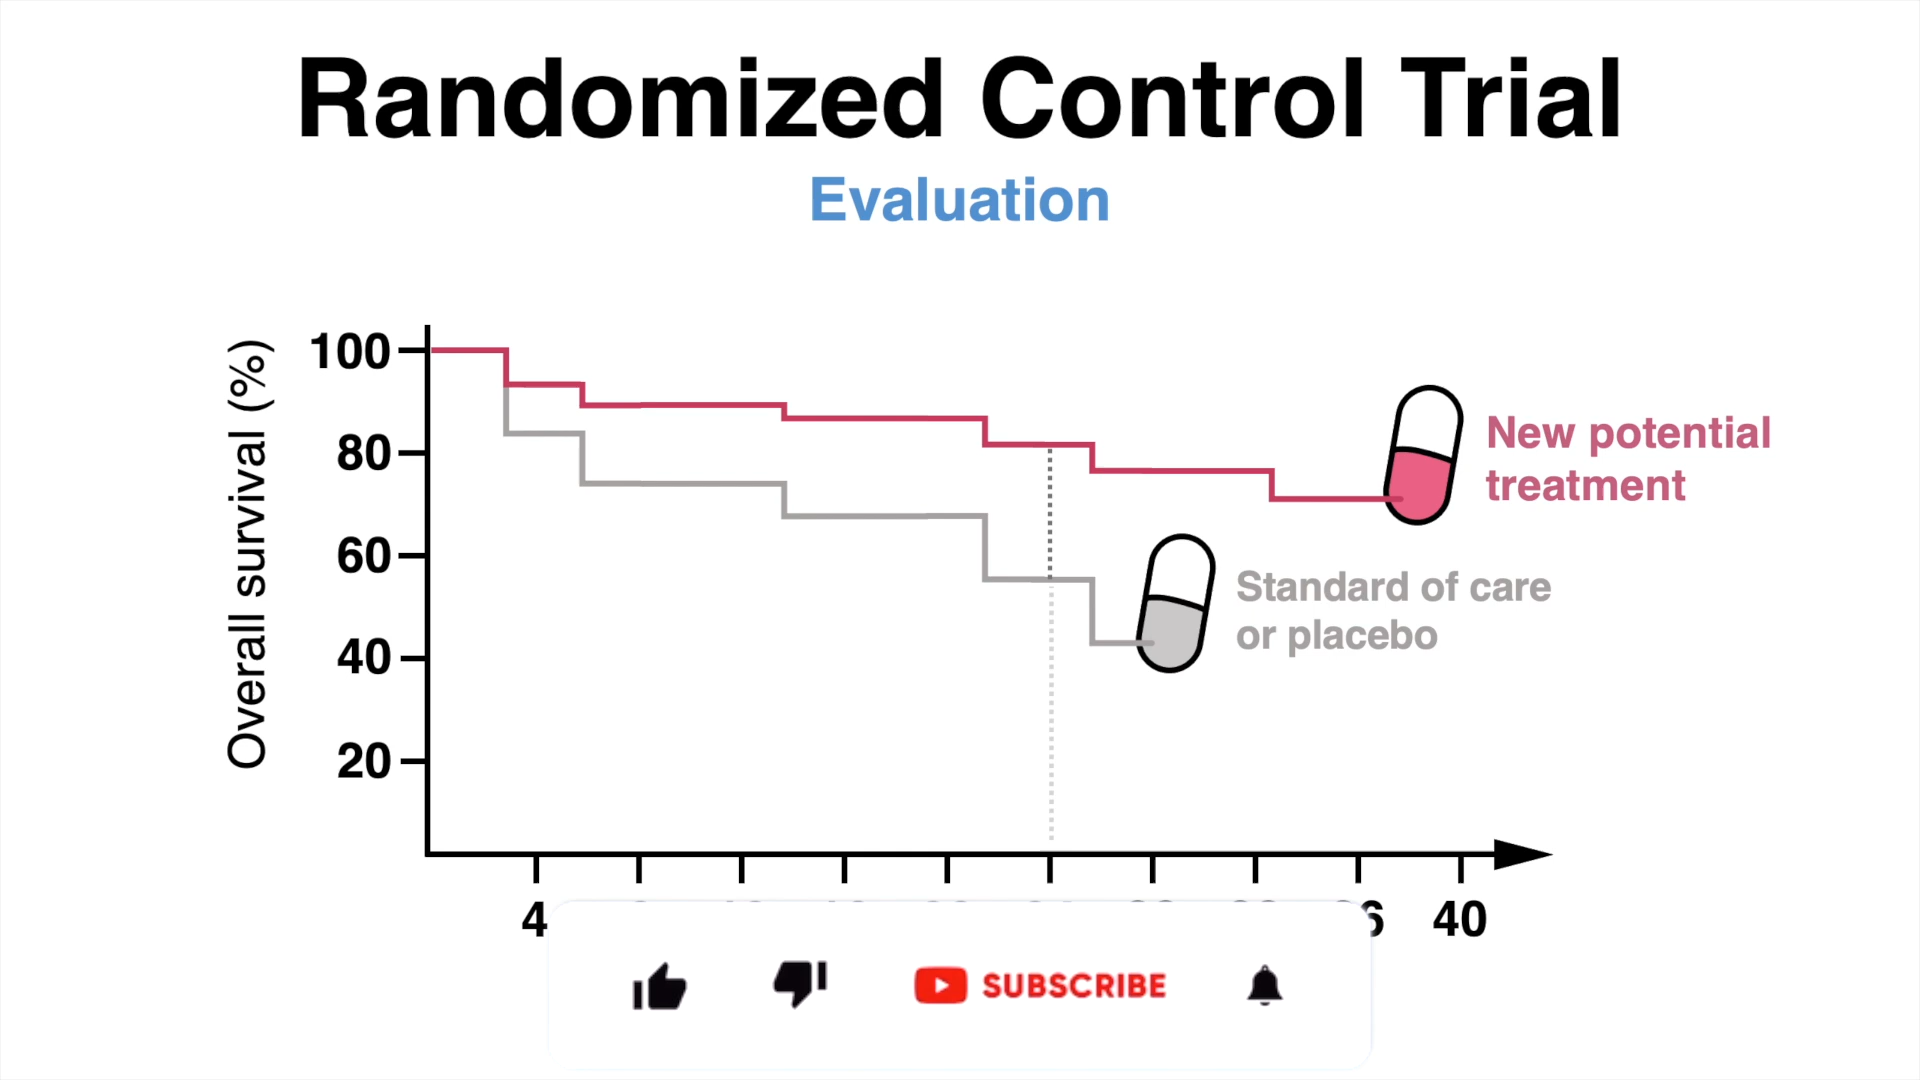 Randomized Control Trial
Evaluation
Overall survival (%)
100
80
60
40
20
New potential
treatment
Standard of care
or placebo
4
40
SUBSCRIBE